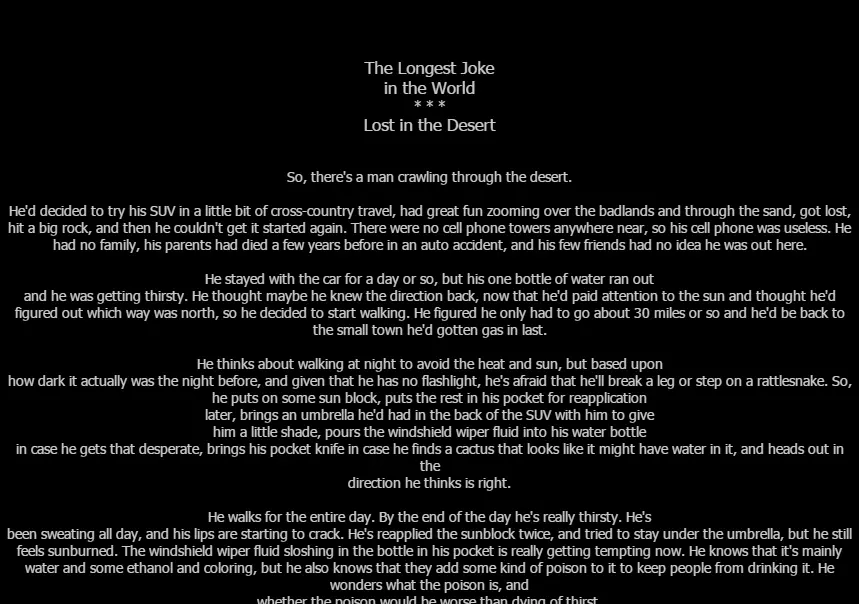 The Longest Joke
in the World
* * *
Lost in the Desert
So, there's a man crawling through the desert.
He'd decided to try his SUV in a little bit of cross-country travel, had great fun zooming over the badlands and through the sand, got lost,
hit a big rock, and then he couldn't get it started again. There were no cell phone towers anywhere near, so his cell phone was useless. He
had no family, his parents had died a few years before in an auto accident, and his few friends had no idea he was out here.
He stayed with the car for a day or so, but his one bottle of water ran out
and he was getting thirsty. He thought maybe he knew the direction back, now that he'd paid attention to the sun and thought he'd
figured out which way was north, so he decided to start walking. He figured he only had to go about 30 miles or so and he'd be back to
the small town he'd gotten gas in last.
He thinks about walking at night to avoid the heat and sun, but based upon
how dark it actually was the night before, and given that he has no flashlight, he's afraid that he'll break a leg or step on a rattlesnake. So,
he puts on some sun block, puts the rest in his pocket for reapplication
later, brings an umbrella he'd had in the back of the SUV with him to give
him a little shade, pours the windshield wiper fluid into his water bottle
in case he gets that desperate, brings his pocket knife in case he finds a cactus that looks like it might have water in it, and heads out in
the
direction he thinks is right.
He walks for the entire day. By the end of the day he's really thirsty. He's
been sweating all day, and his lips are starting to crack. He's reapplied the sunblock twice, and tried to stay under the umbrella, but he still
feels sunburned. The windshield wiper fluid sloshing in the bottle in his pocket is really getting tempting now. He knows that it's mainly
water and some ethanol and coloring, but he also knows that they add some kind of poison to it to keep people from drinking it. He
wonders what the poison is, and
whether the poison would be worse than dying of thirst.